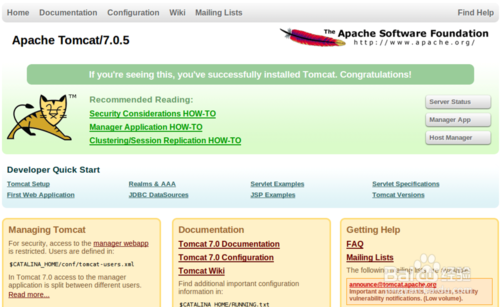 Home Documentation Configuration Wiki Mailing Lists Find Help
Apache Tomcat/7.0.5
The Apache Software Foundation
http://www.apache.org/
If you're seeing this, you've successfully installed Tomcat. Congratulations!
TM
Recommended Reading:
Security Considerations HOW-TO
Manager Application HOW-TO
Clustering/Session Replication HOW-TO
Server Status
Manager App
Host Manager
Developer Quick Start
Tomcat Setup Realms & AAA Servlet Examples Servlet Specifications
First Web Application JDBC DataSources JSP Examples Tomcat Versions
Managing Tomcat
For security, access to the manager webapp
is restricted. Users are defined in:
$CATALINA_HOME/conf/tomcat-users.xml
In Tomcat 7.0 access to the manager
application is split between different users.
Read more...
Documentation
Tomcat 7.0 Documentation
Tomcat 7.0 Configuration
Tomcat Wiki
Find additional important configuration
information in:
$CATALINA_HOME/RUNNING.txt
Getting Help
FAQ
Mailing Lists
The following
announce@tomcat.apache.org
Important announcements, releases, security
vulnerability notifications. (Low volume).